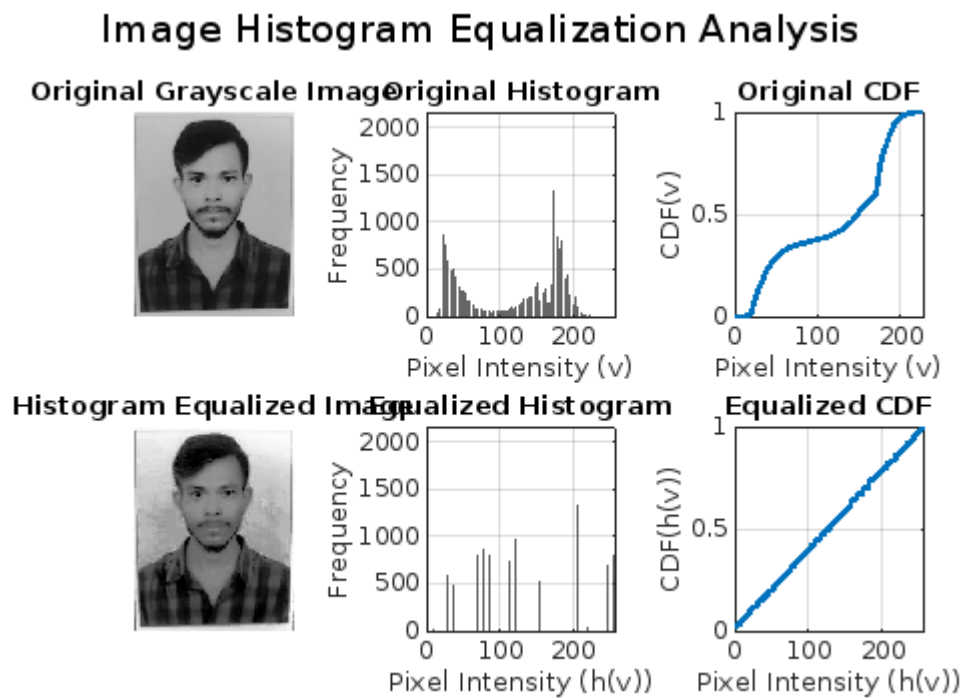 Image Histogram Equalization Analysis
Original Grayscale Image
Original Histogram
Original CDF
2000
1500
1000
500
0
Frequency
0 100 200
Pixel Intensity (v)
1
0.5
0
CDF(v)
0 100 200
Pixel Intensity (v)
Histogram Equalized Image
Equalized Histogram
Equalized CDF
2000
1500
1000
500
0
Frequency
0 100 200
Pixel Intensity (h(v))
1
0.5
0
CDF(h(v))
0 100 200
Pixel Intensity (h(v))